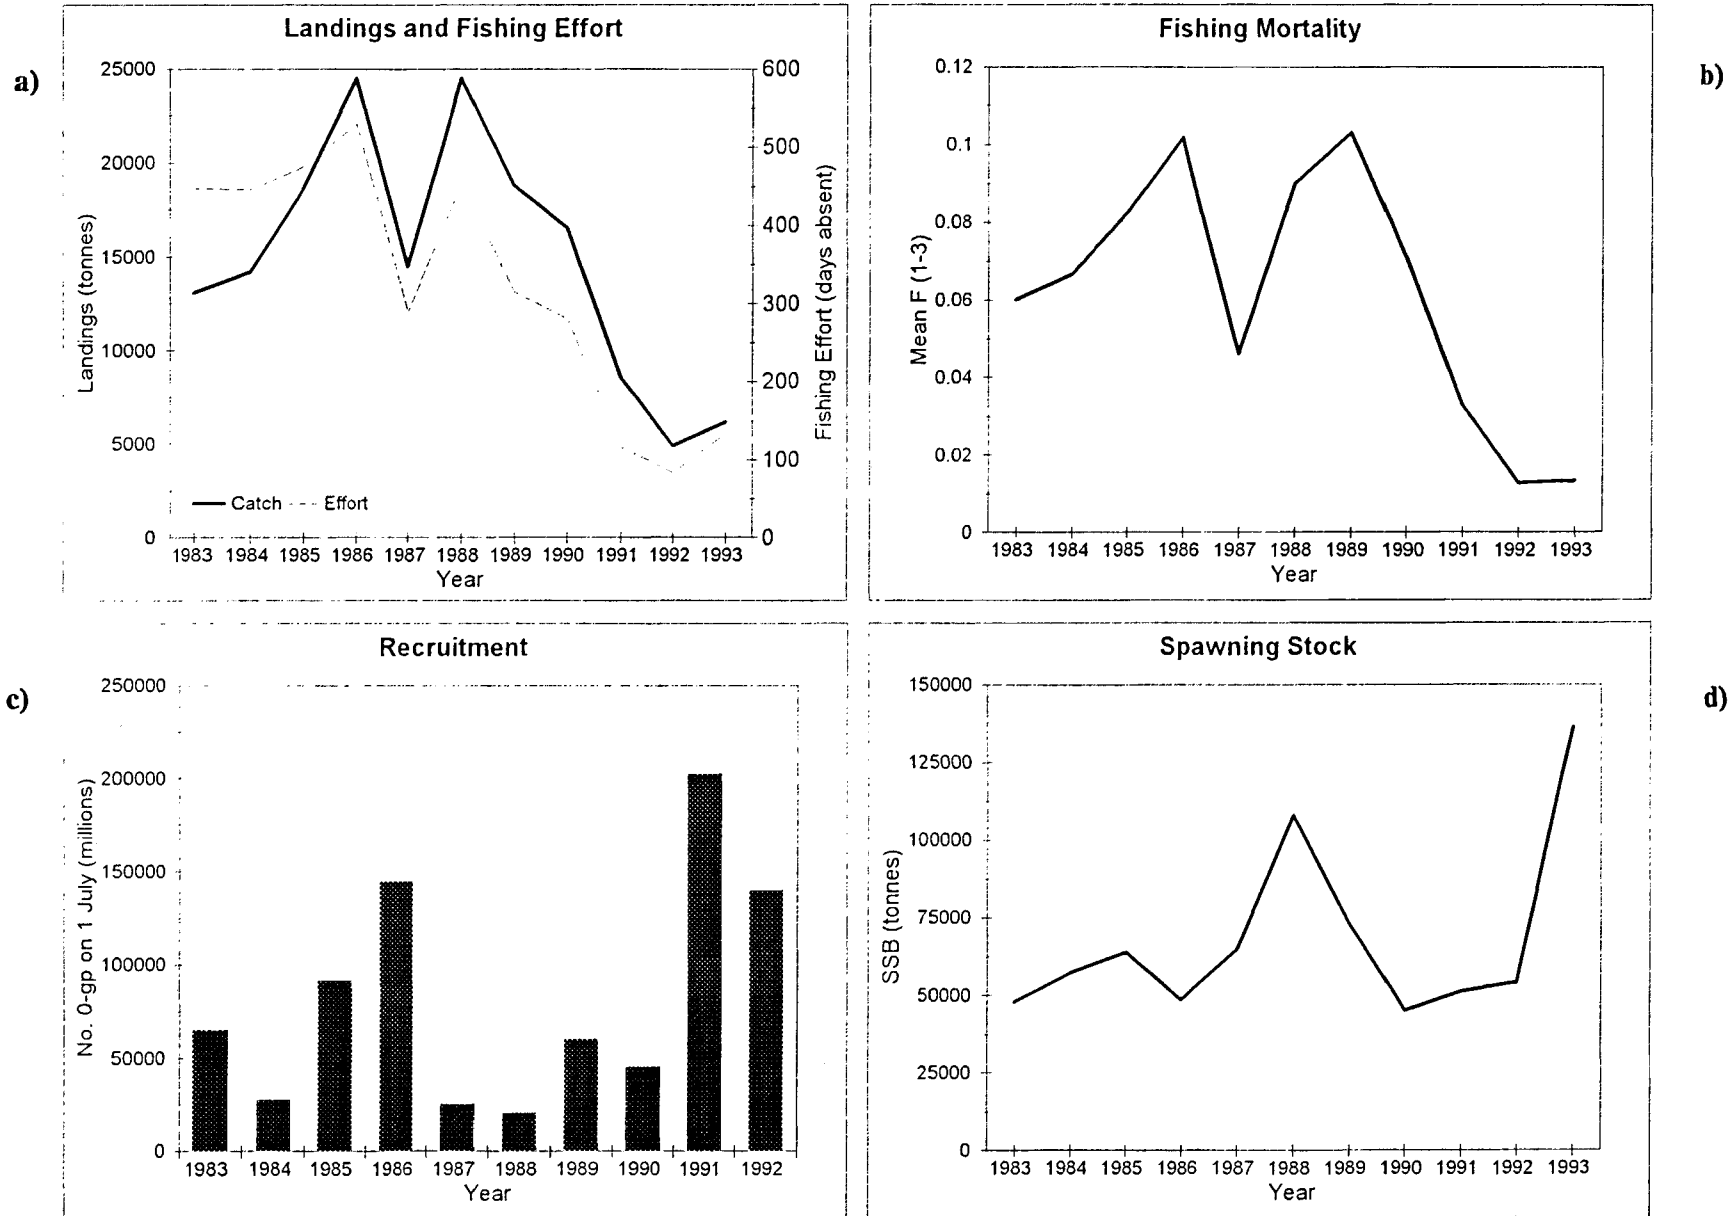 a)
Landings and Fishing Effort
Landings (tonnes)
25000
20000
15000
10000
5000
0
600
500
400
300
200
100
0
Fishing Effort (days absent)
Catch Effort
1983 1984 1985 1986 1987 1988 1989 1990 1991 1992 1993
Year
b)
Fishing Mortality
Mean F (1-3)
0.12
0.1
0.08
0.06
0.04
0.02
0
1983 1984 1985 1986 1987 1988 1989 1990 1991 1992 1993
Year
c)
Recruitment
No. 0-gp on 1 July (millions)
250000
200000
150000
100000
50000
0
1983 1984 1985 1986 1987 1988 1989 1990 1991 1992
Year
d)
Spawning Stock
SSB (tonnes)
150000
125000
100000
75000
50000
25000
0
1983 1984 1985 1986 1987 1988 1989 1990 1991 1992 1993
Year